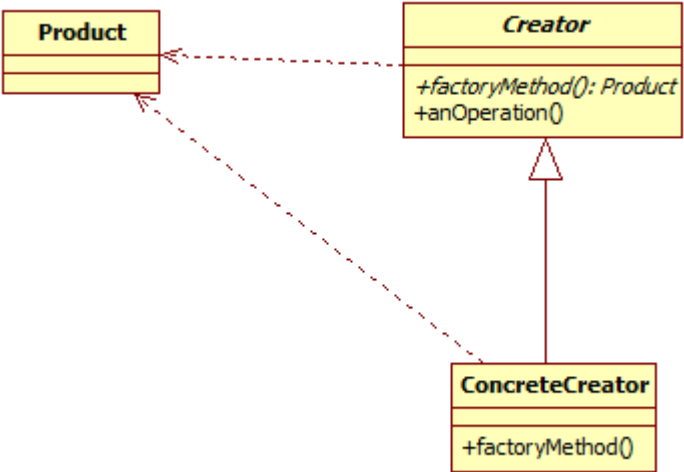 Product
Creator
+factoryMethod(): Product
+anOperation()
ConcreteCreator
+factoryMethod()